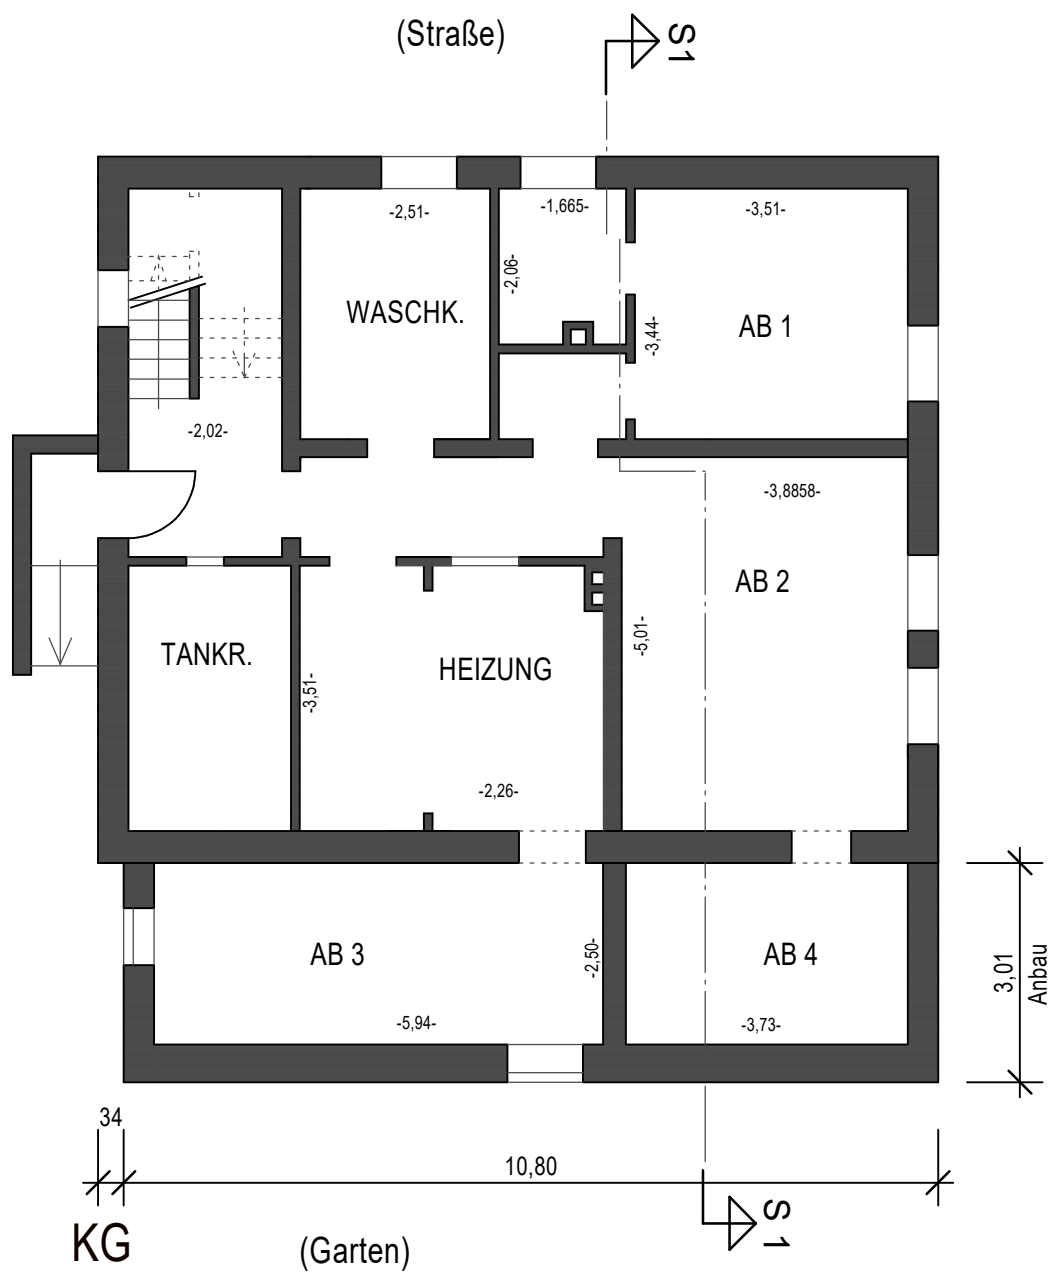 (Straße)
S1
-2,51-
-1,665-
-3,51-
-2,06-
WASCHK.
AB 1
-3,44-
-2,02-
-3,8858-
AB 2
-5,01-
TANKR.
HEIZUNG
-3,51-
-2,26-
AB 3
-2,50-
AB 4
3,01
Anbau
-5,94-
-3,73-
34
10,80
S 1
KG
(Garten)